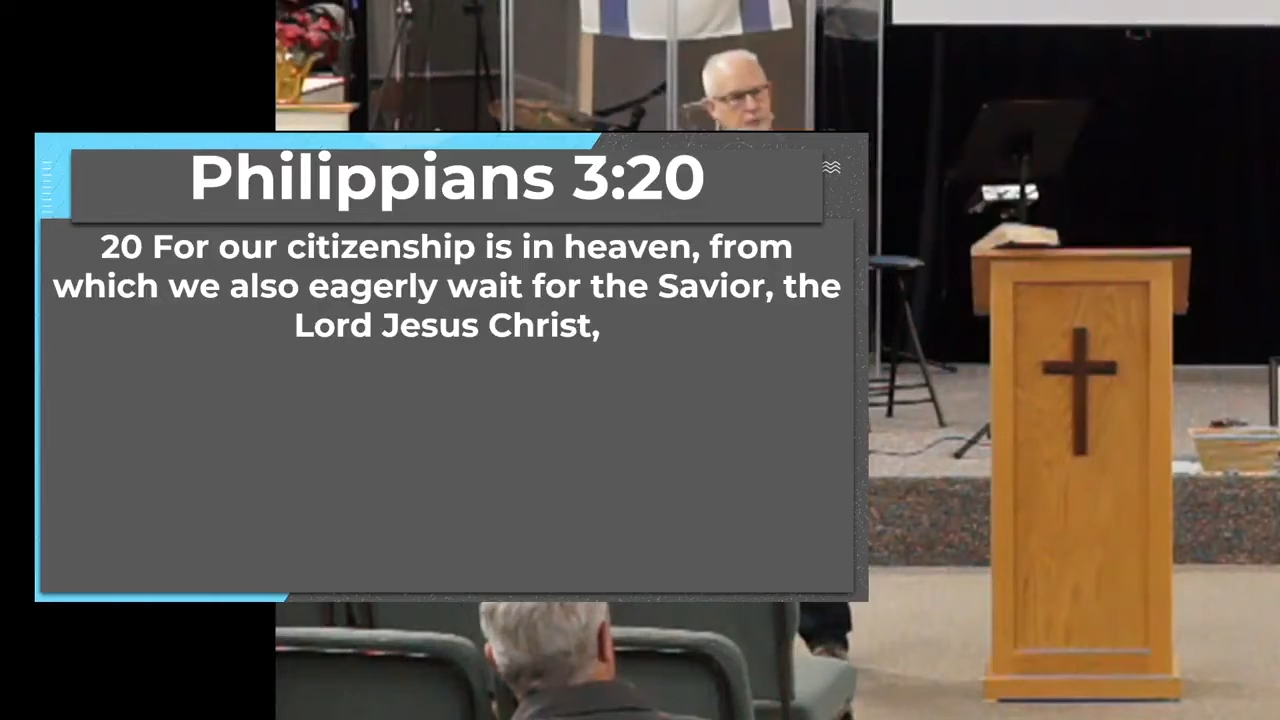 Philippians 3:20
20 For our citizenship is in heaven, from
which we also eagerly wait for the Savior, the
Lord Jesus Christ,